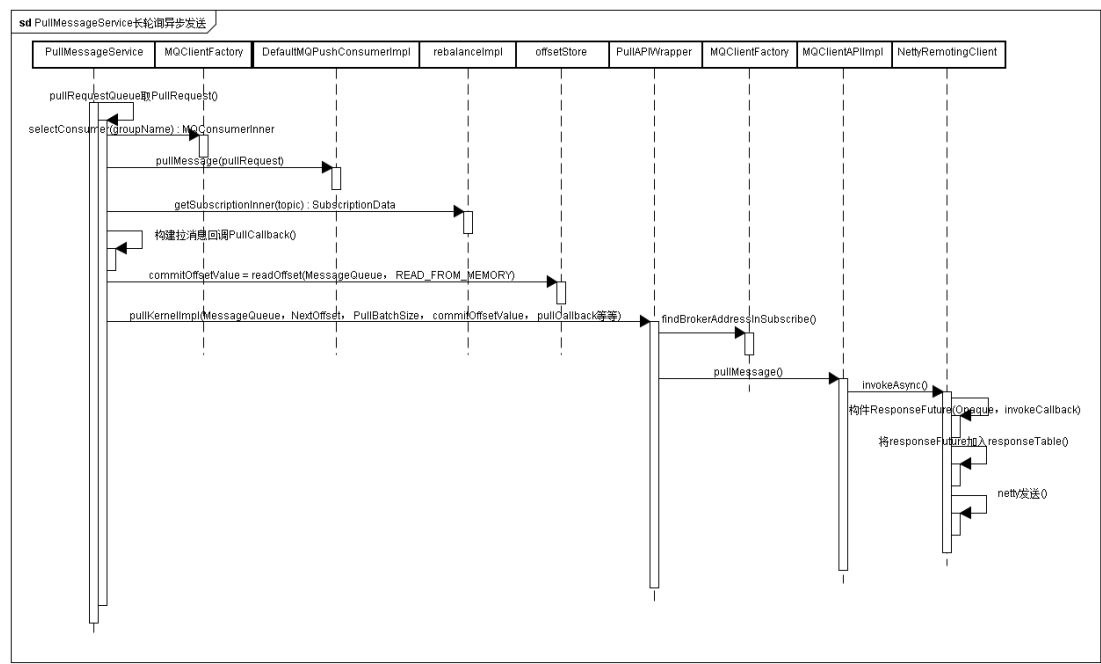 sd PullMessageService长轮询异步发送
PullMessageService MQClientFactory DefaultMQPushConsumerImpl rebalanceImpl offsetStore PullAPIWrapper MQClientFactory MQClientAPIImpl NettyRemotingClient
pullRequestQueue取PullRequest()
selectConsumer(groupName) : MQConsumerInner
pullMessage(pullRequest)
getSubscriptionInner(topic) : SubscriptionData
构建拉消息回调PullCallback()
commitOffsetValue = readOffset(MessageQueue， READ_FROM_MEMORY)
pullKernelImpl(MessageQueue，NextOffset， PullBatchSize， commitOffsetValue， pullCallback等等)
findBrokerAddressInSubscribe()
pullMessage()
invokeAsync()
构件ResponseFuture(Opaque，invokeCallback)
将responseFuture加入responseTable()
netty发送()